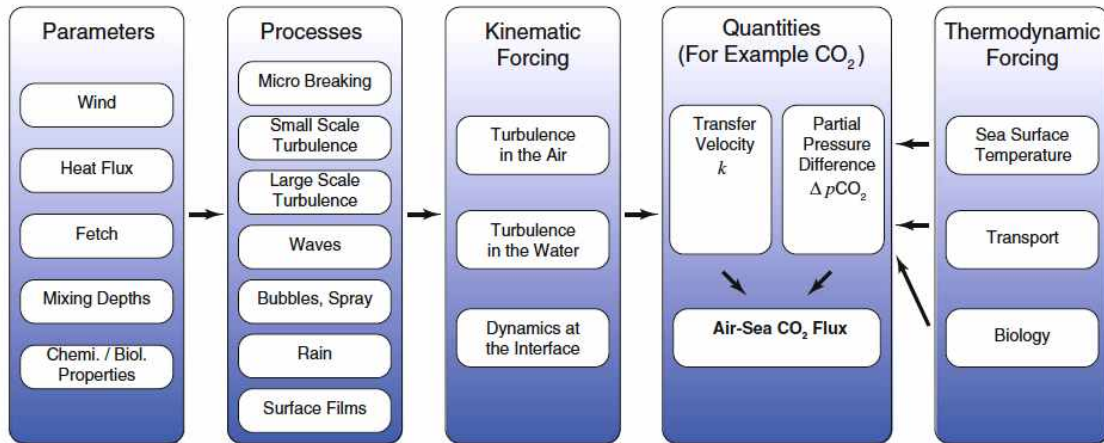 Parameters
Wind
Heat Flux
Fetch
Mixing Depths
Chemi. / Biol.
Properties
Processes
Micro Breaking
Small Scale
Turbulence
Large Scale
Turbulence
Waves
Bubbles, Spray
Rain
Surface Films
Kinematic
Forcing
Turbulence
in the Air
Turbulence
in the Water
Dynamics at
the Interface
Quantities
(For Example CO₂)
Transfer
Velocity
k
Partial
Pressure
Difference
Δ pCO₂
Air-Sea CO₂ Flux
Thermodynamic
Forcing
Sea Surface
Temperature
Transport
Biology